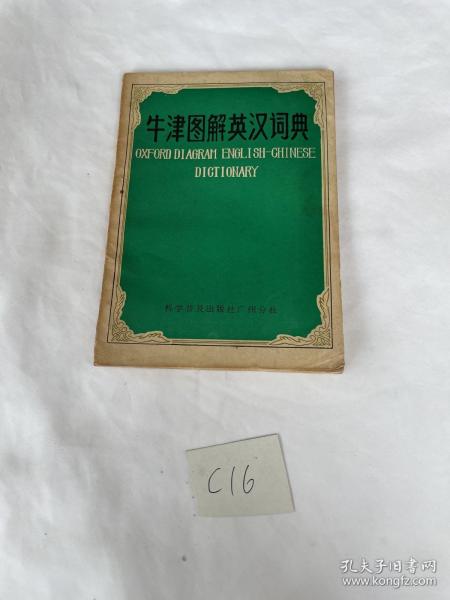 牛津图解英汉词典
OXFORD DIAGRAM ENGLISH-CHINESE
DICTIONARY
科学普及出版社广州分社
C16
孔夫子旧书网
www.kongfz.com